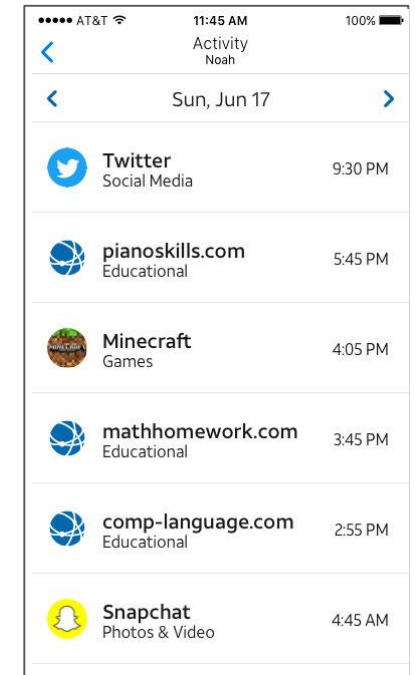 AT&T 11:45 AM 100%
Activity
Noah
Sun, Jun 17
Twitter
Social Media
9:30 PM
pianoskills.com
Educational
5:45 PM
MINECRAFT
Minecraft
Games
4:05 PM
mathhomework.com
Educational
3:45 PM
comp-language.com
Educational
2:55 PM
Snapchat
Photos & Video
4:45 AM